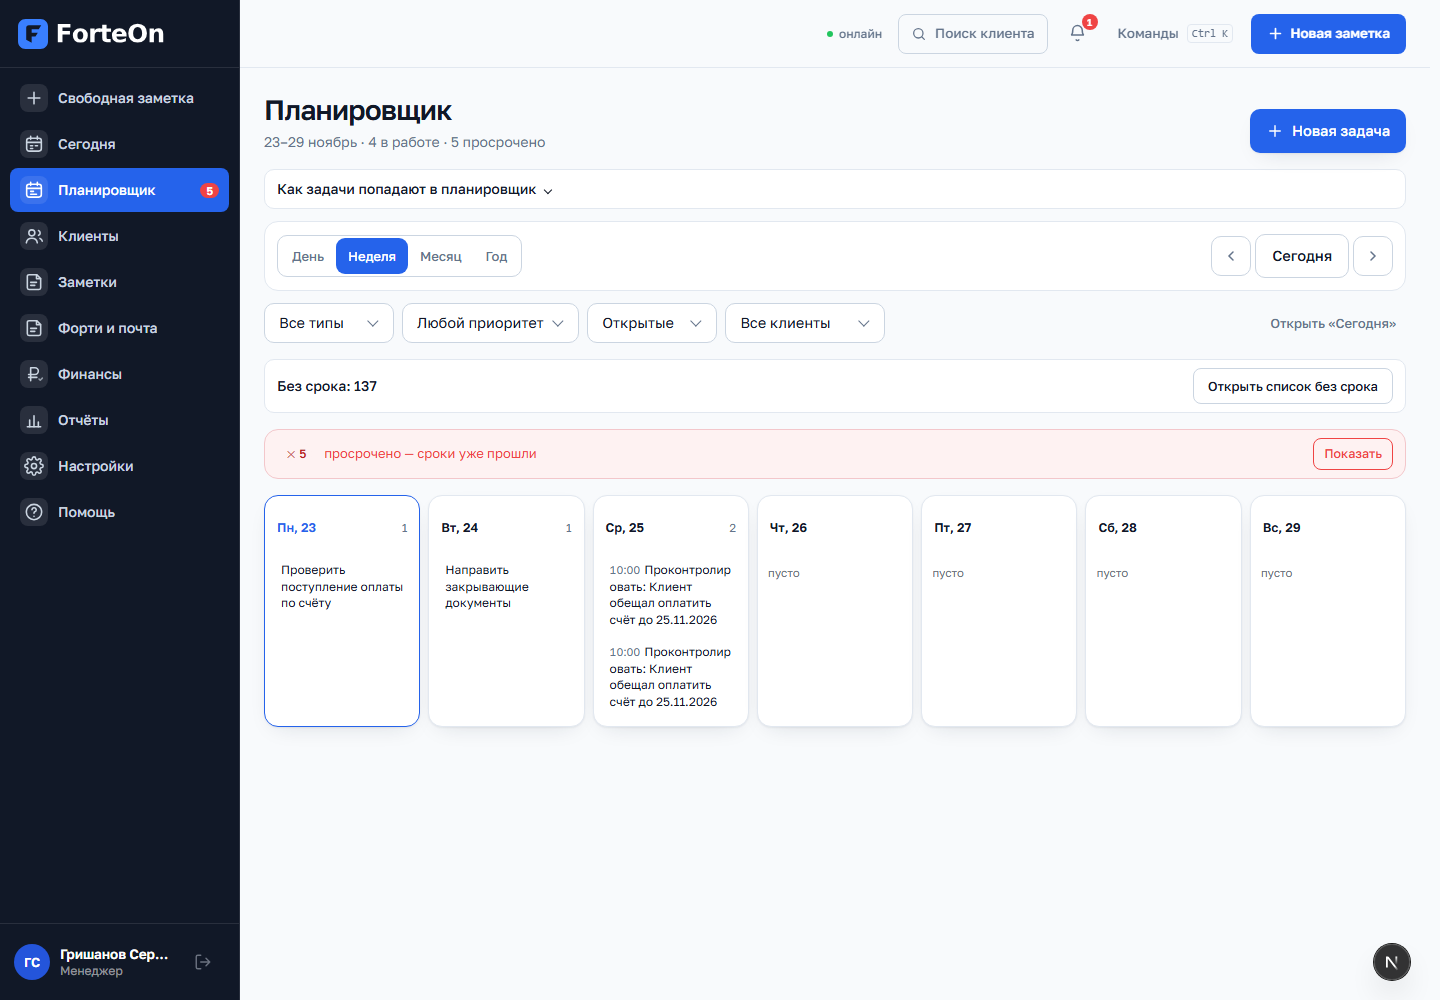 ForteOn
онлайн
Поиск клиента
1
Команды Ctrl K
Новая заметка
Свободная заметка
Сегодня
Планировщик 5
Клиенты
Заметки
Форти и почта
Финансы
Отчёты
Настройки
Помощь
ГС
Гришанов Сер...
Менеджер
Планировщик
23–29 ноябрь · 4 в работе · 5 просрочено
Новая задача
Как задачи попадают в планировщик
День Неделя Месяц Год
Сегодня
Все типы Любой приоритет Открытые Все клиенты
Открыть «Сегодня»
Без срока: 137
Открыть список без срока
5 просрочено — сроки уже прошли
Показать
Пн, 23 1
Проверить
поступление оплаты
по счёту
Вт, 24 1
Направить
закрывающие
документы
Ср, 25 2
10:00 Проконтролир
овать: Клиент
обещал оплатить
счёт до 25.11.2026
10:00 Проконтролир
овать: Клиент
обещал оплатить
счёт до 25.11.2026
Чт, 26
пусто
Пт, 27
пусто
Сб, 28
пусто
Вс, 29
пусто
N